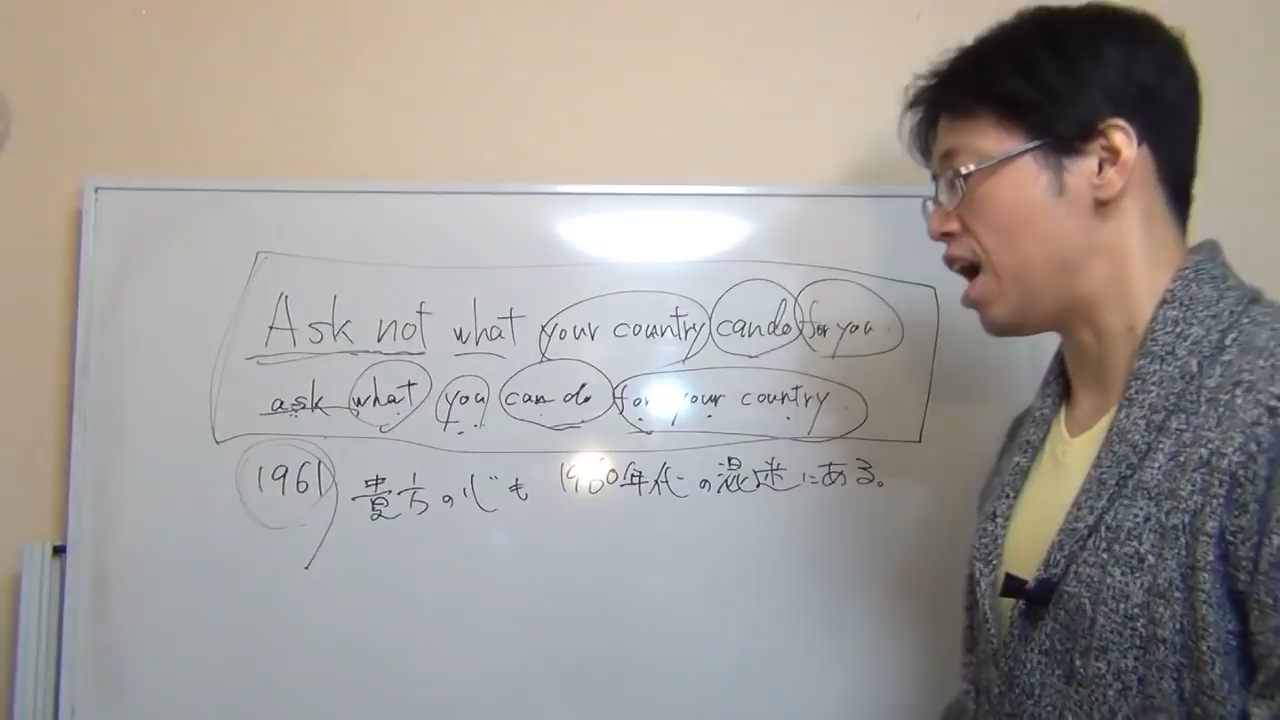 Ask not what your country can do for you
ask what you can do for your country
1961 貴方の心も 1960年代の混迷にある。